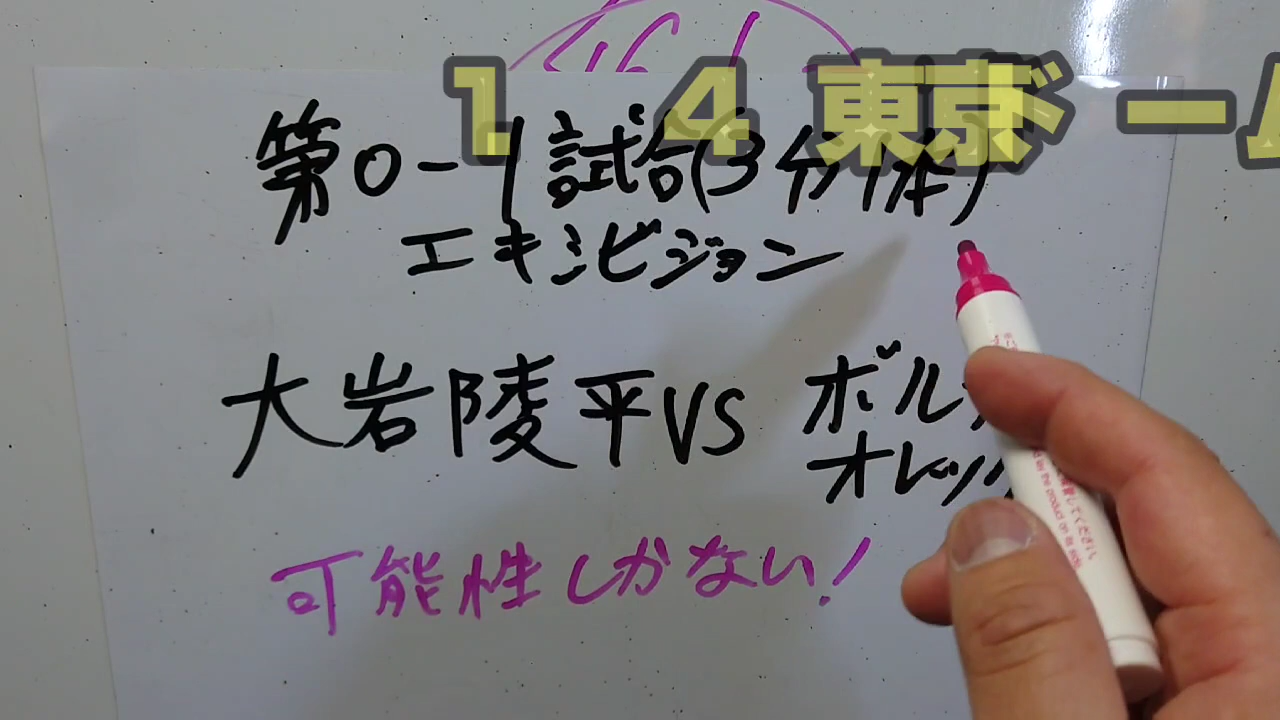 1. 4 東京ドーム
第0-1試合(3分1本)
エキシビジョン
大岩陵平VS ボル
オレッ
可能性しかない!